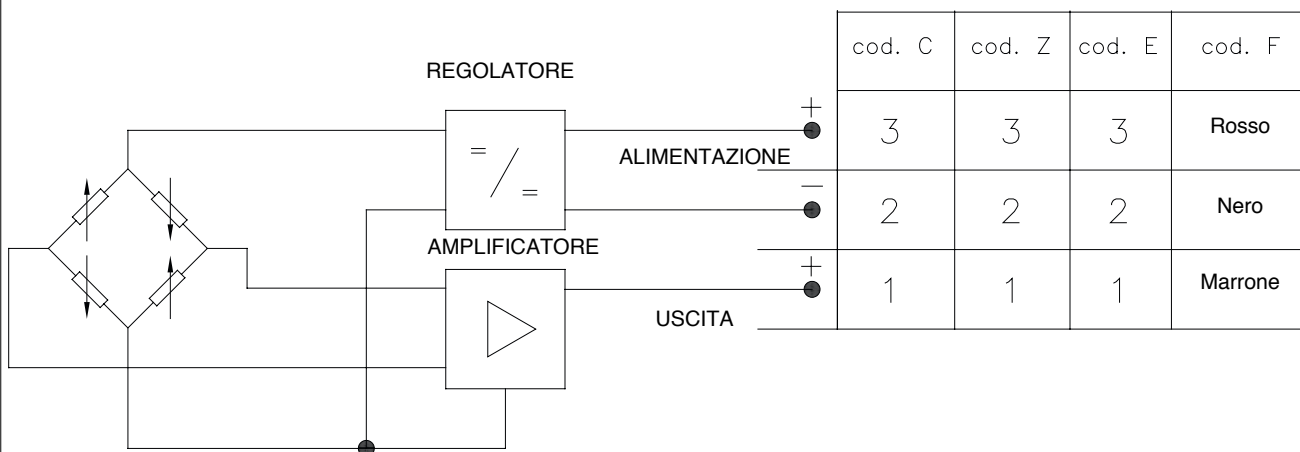 cod. C cod. Z cod. E cod. F
REGOLATORE
+ 3 3 3 Rosso
= / =
ALIMENTAZIONE
− 2 2 2 Nero
AMPLIFICATORE
+ 1 1 1 Marrone
USCITA